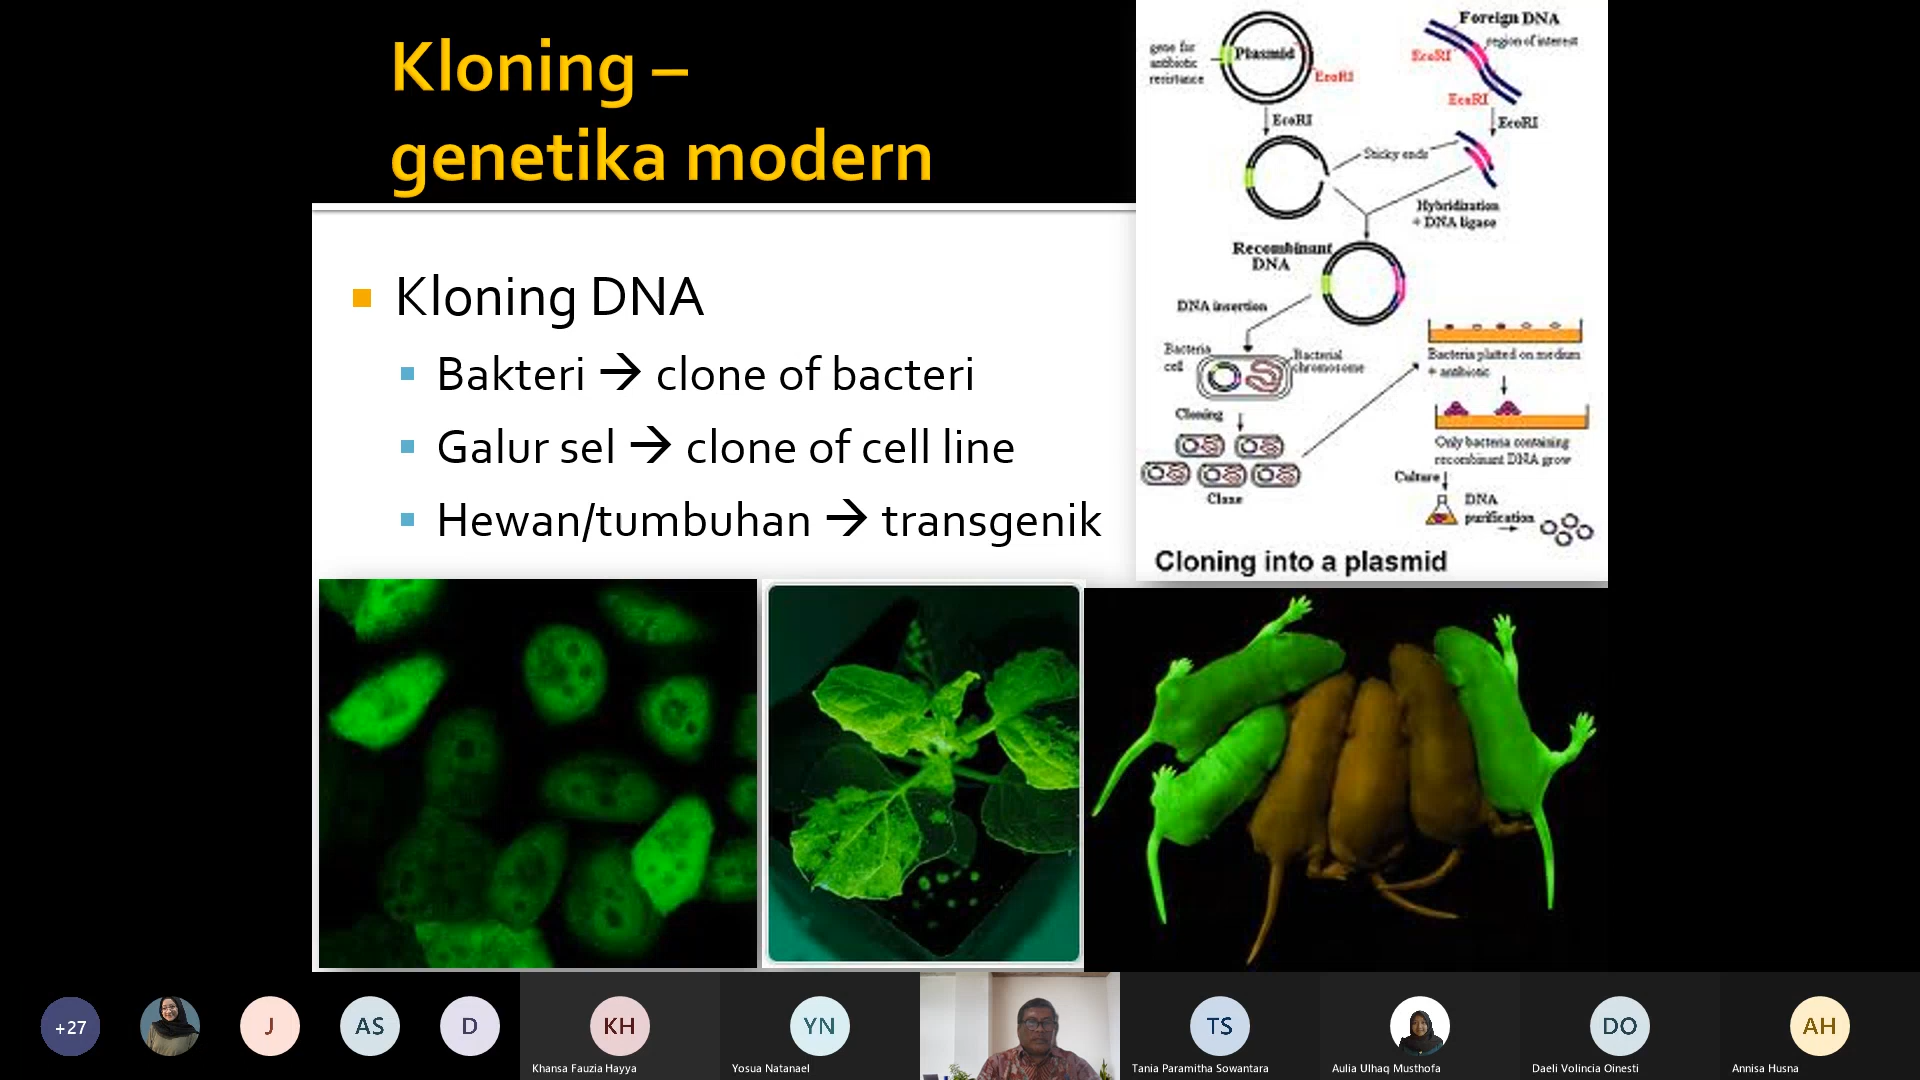 Kloning –
genetika modern
Kloning DNA
Bakteri → clone of bacteri
Galur sel → clone of cell line
Hewan/tumbuhan → transgenik
gene for
antibiotic
resistance
Plasmid
EcoRI
Foreign DNA
region of interest
EcoRI
EcoRI
EcoRI
EcoRI
Sticky ends
Hybridization
+ DNA ligase
Recombinant
DNA
DNA insertion
Bacteria
cell
Bacterial
chromosome
Cloning
Clone
Bacteria platted on medium
+ antibiotic
Only bacteria containing
recombinant DNA grow
Culture
DNA
purification
Cloning into a plasmid
+27
J
AS
D
KH
Khansa Fauzia Hayya
YN
Yosua Natanael
TS
Tania Paramitha Sowantara
Aulia Ulhaq Musthofa
DO
Daeli Volincia Oinesti
AH
Annisa Husna